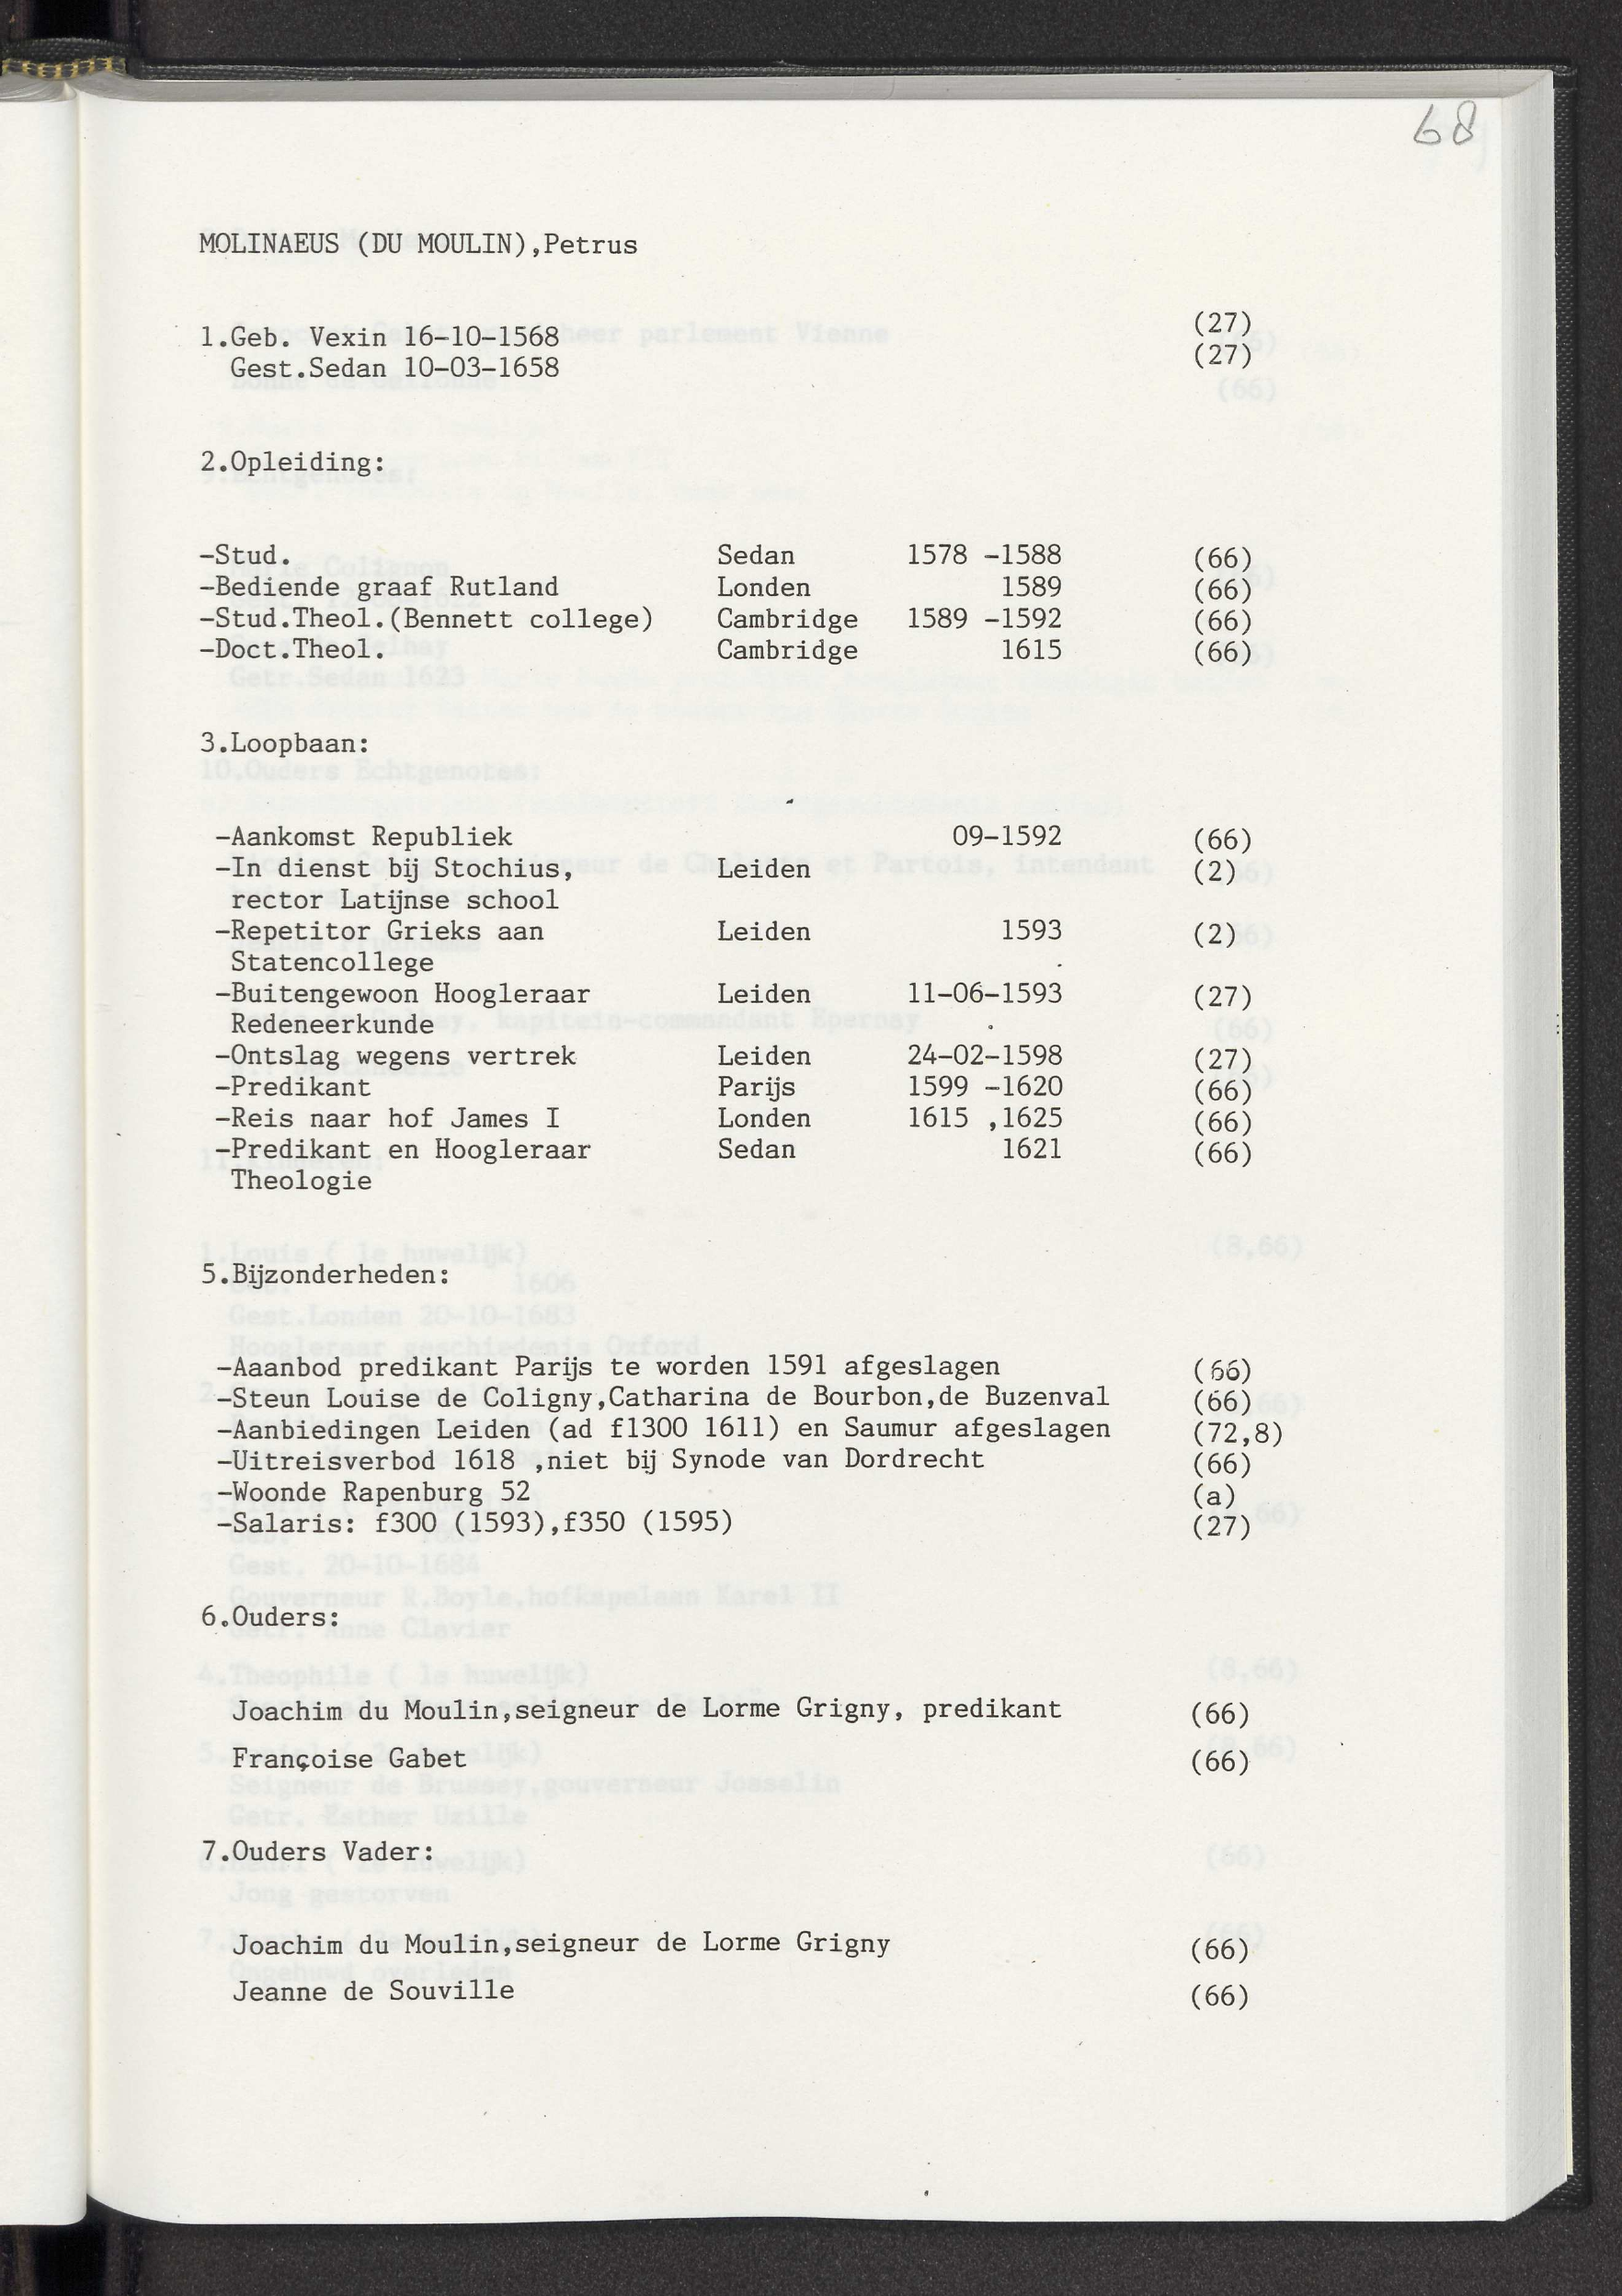 68
MOLINAEUS (DU MOULIN),Petrus
1.Geb. Vexin 16-10-1568 (27)
Gest.Sedan 10-03-1658 (27)
2.Opleiding:
-Stud. Sedan 1578 -1588 (66)
-Bediende graaf Rutland Londen 1589 (66)
-Stud.Theol.(Bennett college) Cambridge 1589 -1592 (66)
-Doct.Theol. Cambridge 1615 (66)
3.Loopbaan:
-Aankomst Republiek 09-1592 (66)
-In dienst bij Stochius, Leiden (2)
rector Latijnse school
-Repetitor Grieks aan Leiden 1593 (2)
Statencollege
-Buitengewoon Hoogleraar Leiden 11-06-1593 (27)
Redeneerkunde
-Ontslag wegens vertrek Leiden 24-02-1598 (27)
-Predikant Parijs 1599 -1620 (66)
-Reis naar hof James I Londen 1615 ,1625 (66)
-Predikant en Hoogleraar Sedan 1621 (66)
Theologie
5.Bijzonderheden:
-Aaanbod predikant Parijs te worden 1591 afgeslagen (66)
-Steun Louise de Coligny,Catharina de Bourbon,de Buzenval (66)
-Aanbiedingen Leiden (ad f1300 1611) en Saumur afgeslagen (72,8)
-Uitreisverbod 1618 ,niet bij Synode van Dordrecht (66)
-Woonde Rapenburg 52 (a)
-Salaris: f300 (1593),f350 (1595) (27)
6.Ouders:
Joachim du Moulin,seigneur de Lorme Grigny, predikant (66)
Françoise Gabet (66)
7.Ouders Vader:
Joachim du Moulin,seigneur de Lorme Grigny (66)
Jeanne de Souville (66)